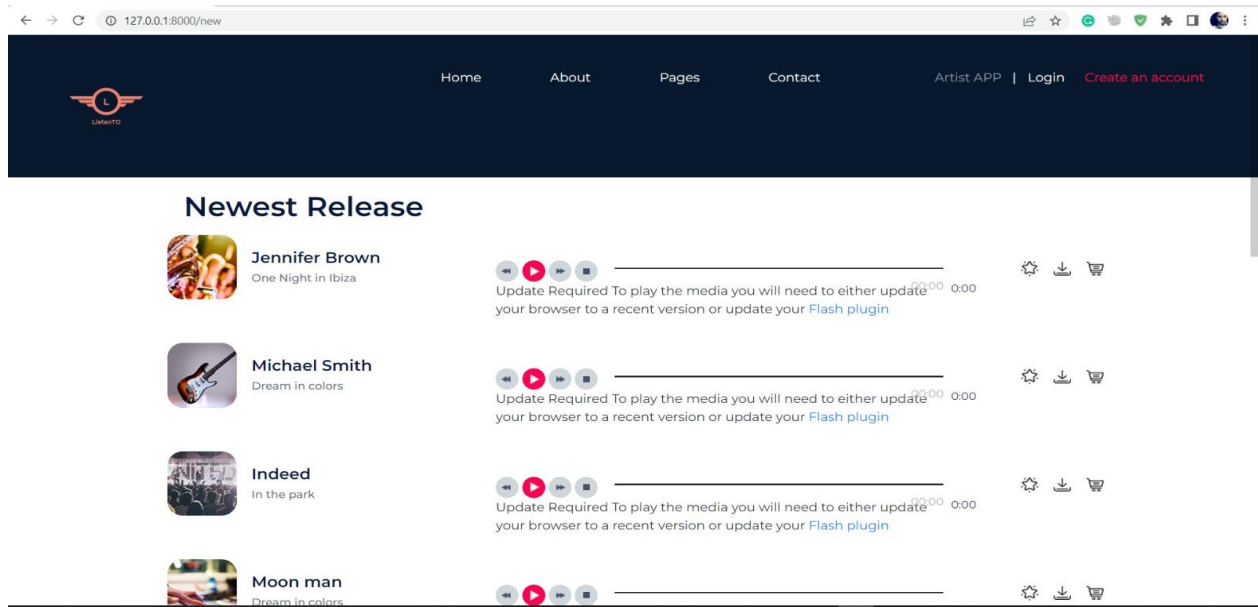 127.0.0.1:8000/new
Home About Pages Contact Artist APP | Login Create an account
L
ListenTO
Newest Release
Jennifer Brown
One Night in Ibiza
00:00 0:00
Update Required To play the media you will need to either update
your browser to a recent version or update your Flash plugin
Michael Smith
Dream in colors
00:00 0:00
Update Required To play the media you will need to either update
your browser to a recent version or update your Flash plugin
Indeed
In the park
00:00 0:00
Update Required To play the media you will need to either update
your browser to a recent version or update your Flash plugin
Moon man
Dream in colors